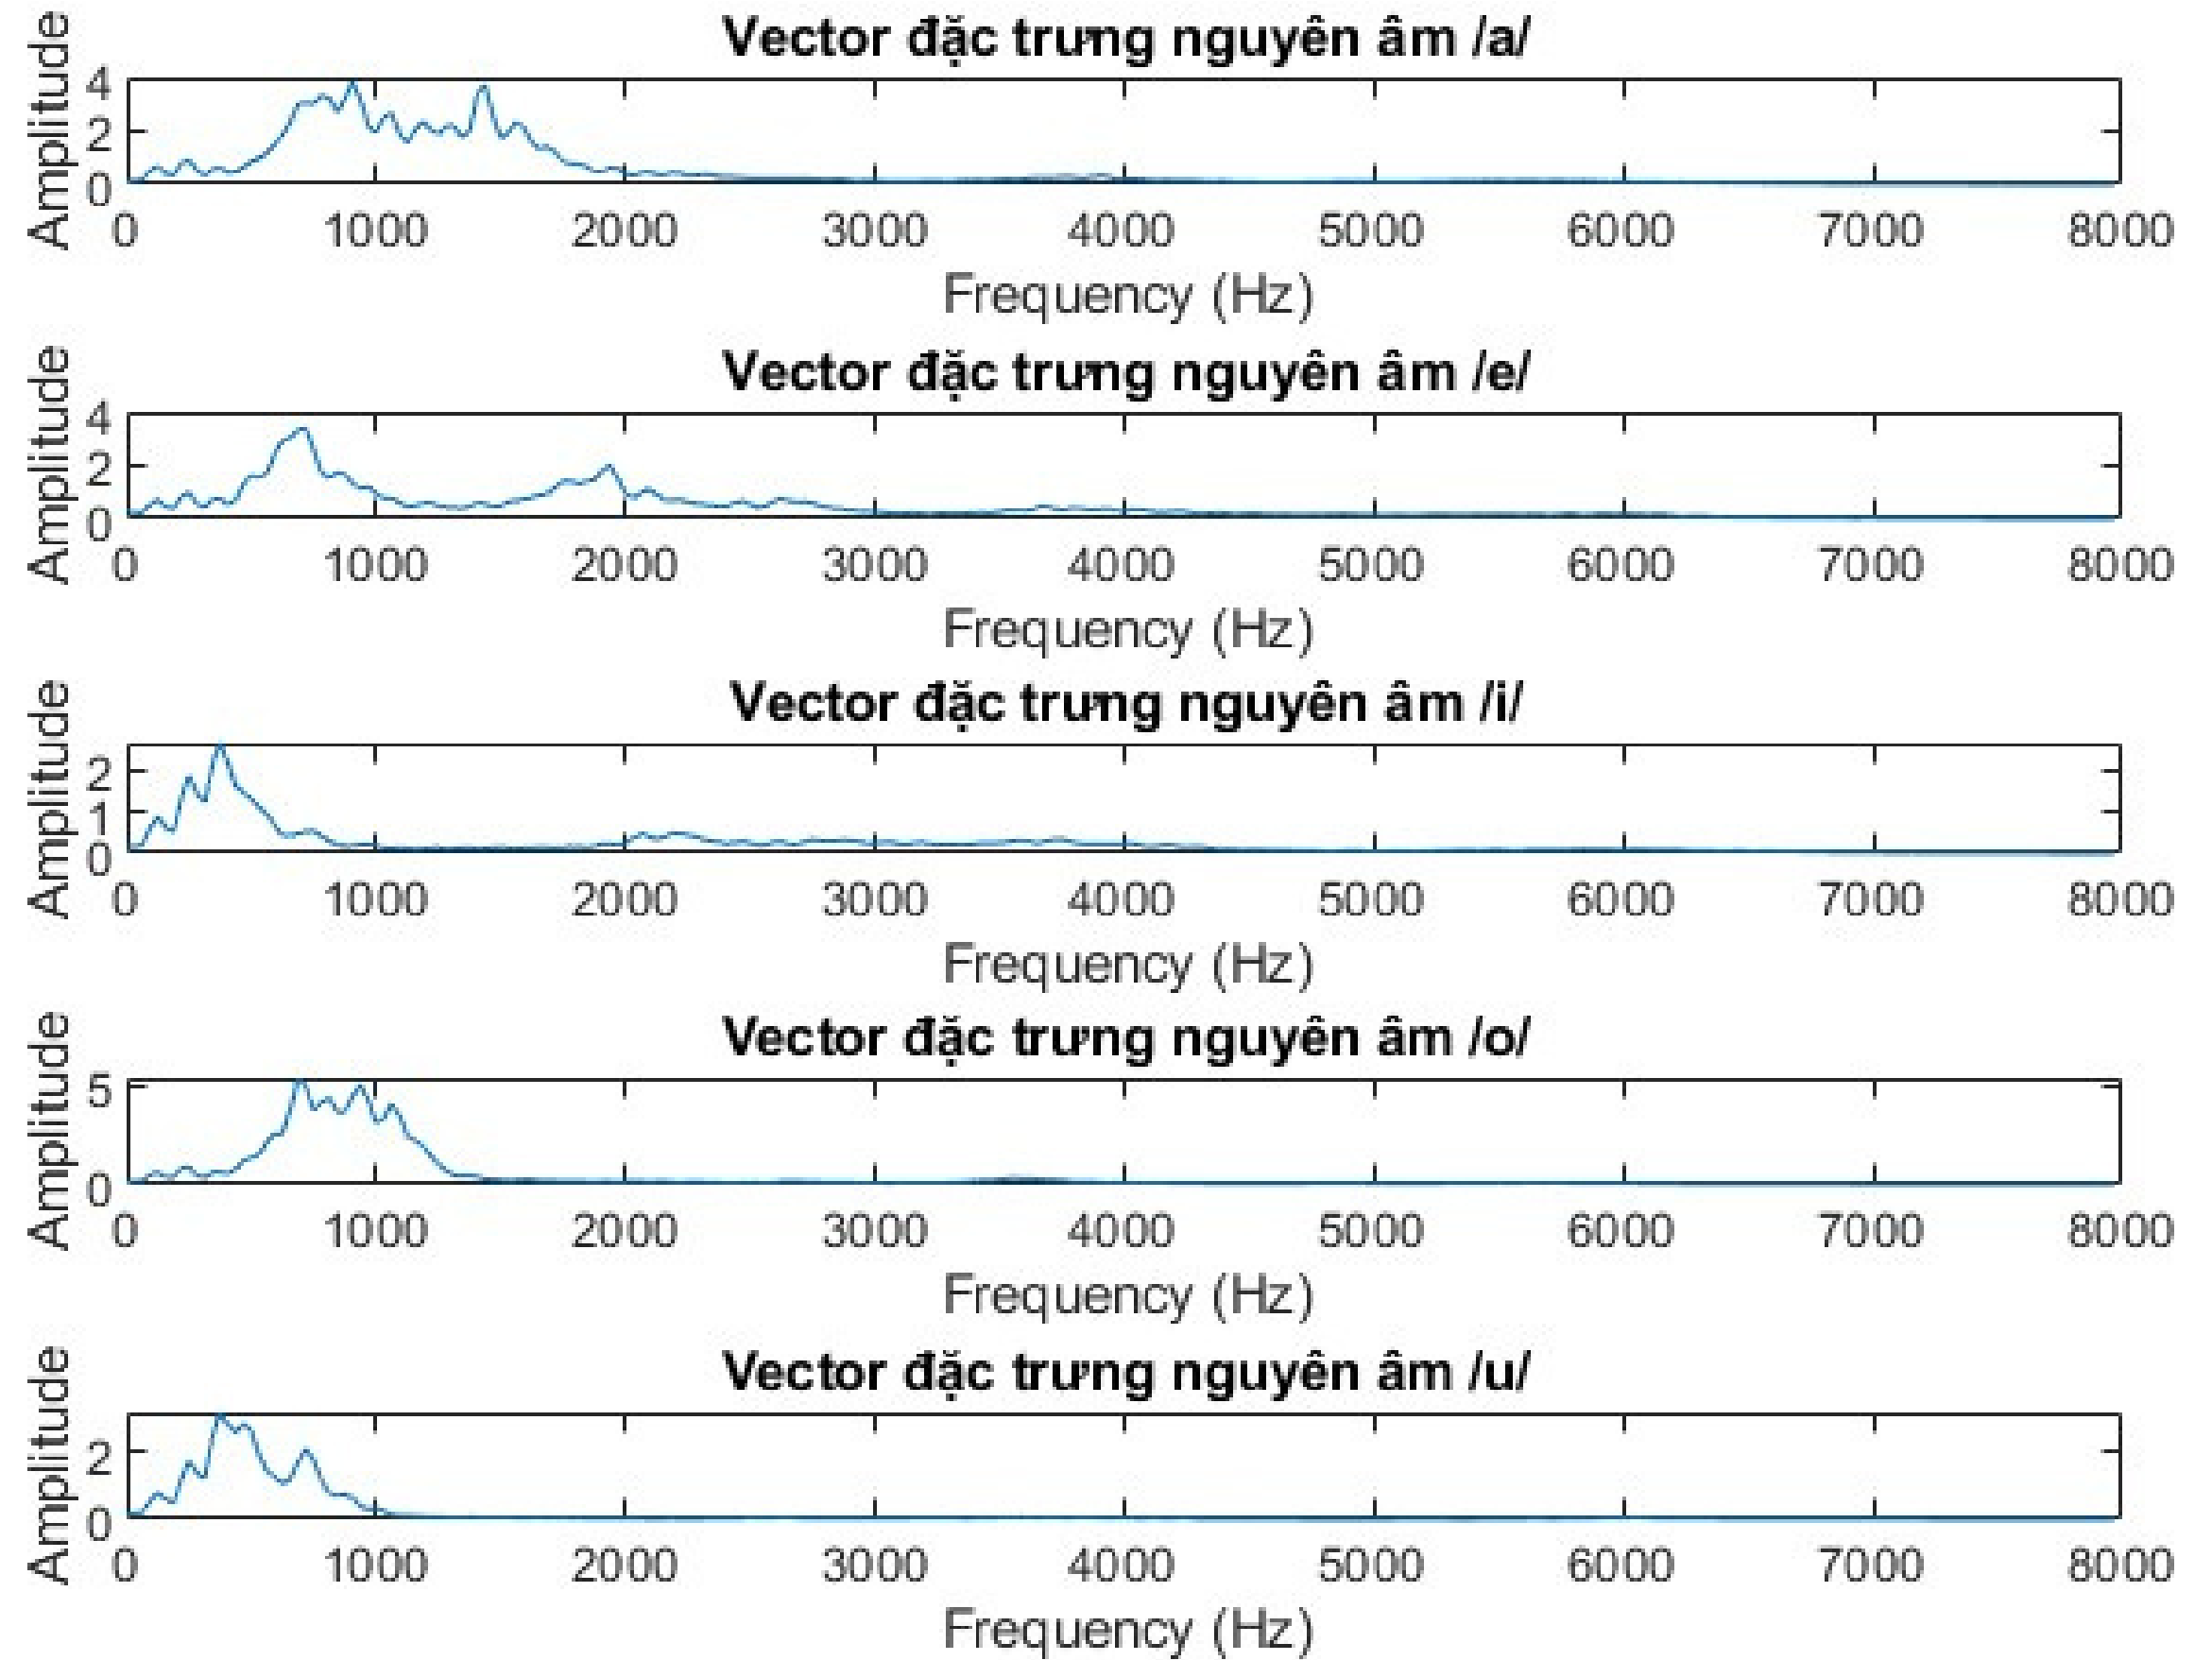 Vector đặc trưng nguyên âm /a/
Amplitude
4
2
0
0 1000 2000 3000 4000 5000 6000 7000 8000
Frequency (Hz)
Vector đặc trưng nguyên âm /e/
Amplitude
4
2
0
0 1000 2000 3000 4000 5000 6000 7000 8000
Frequency (Hz)
Vector đặc trưng nguyên âm /i/
Amplitude
2
1
0
0 1000 2000 3000 4000 5000 6000 7000 8000
Frequency (Hz)
Vector đặc trưng nguyên âm /o/
Amplitude
5
0
0 1000 2000 3000 4000 5000 6000 7000 8000
Frequency (Hz)
Vector đặc trưng nguyên âm /u/
Amplitude
2
0
0 1000 2000 3000 4000 5000 6000 7000 8000
Frequency (Hz)